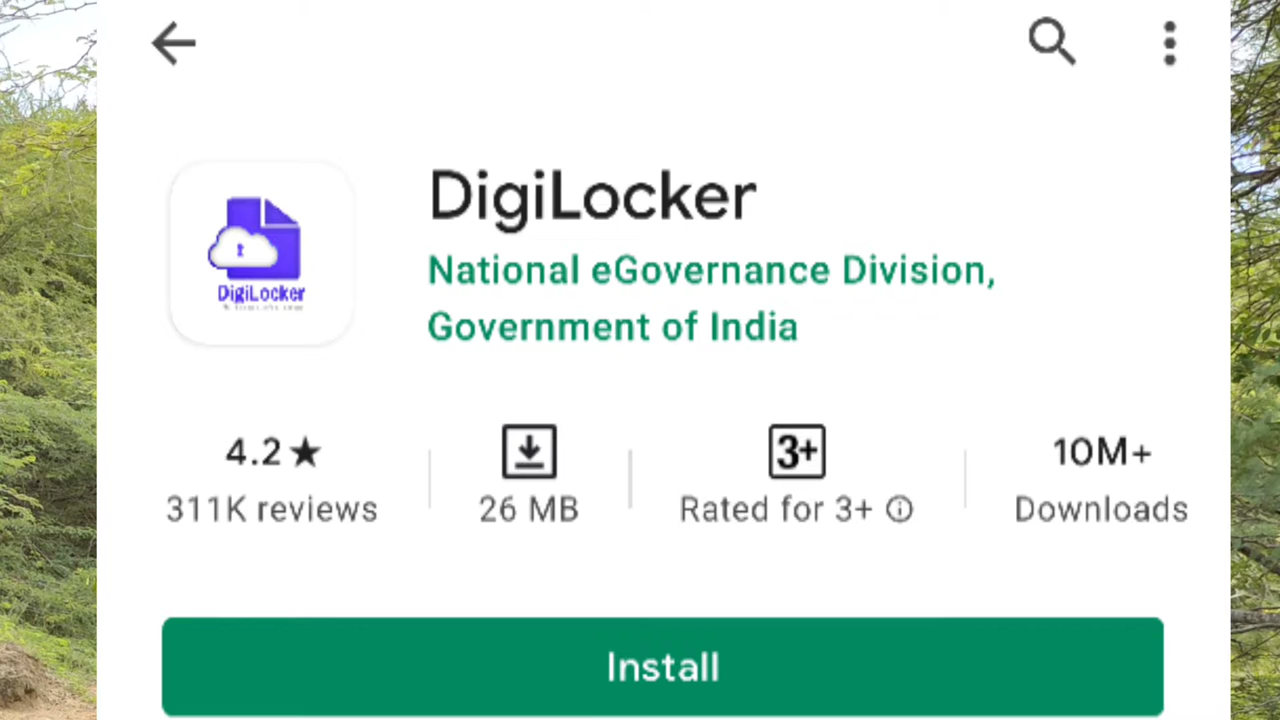 DigiLocker
National eGovernance Division,
Government of India
DigiLocker
4.2★
311K reviews
26 MB
3+
Rated for 3+
10M+
Downloads
Install